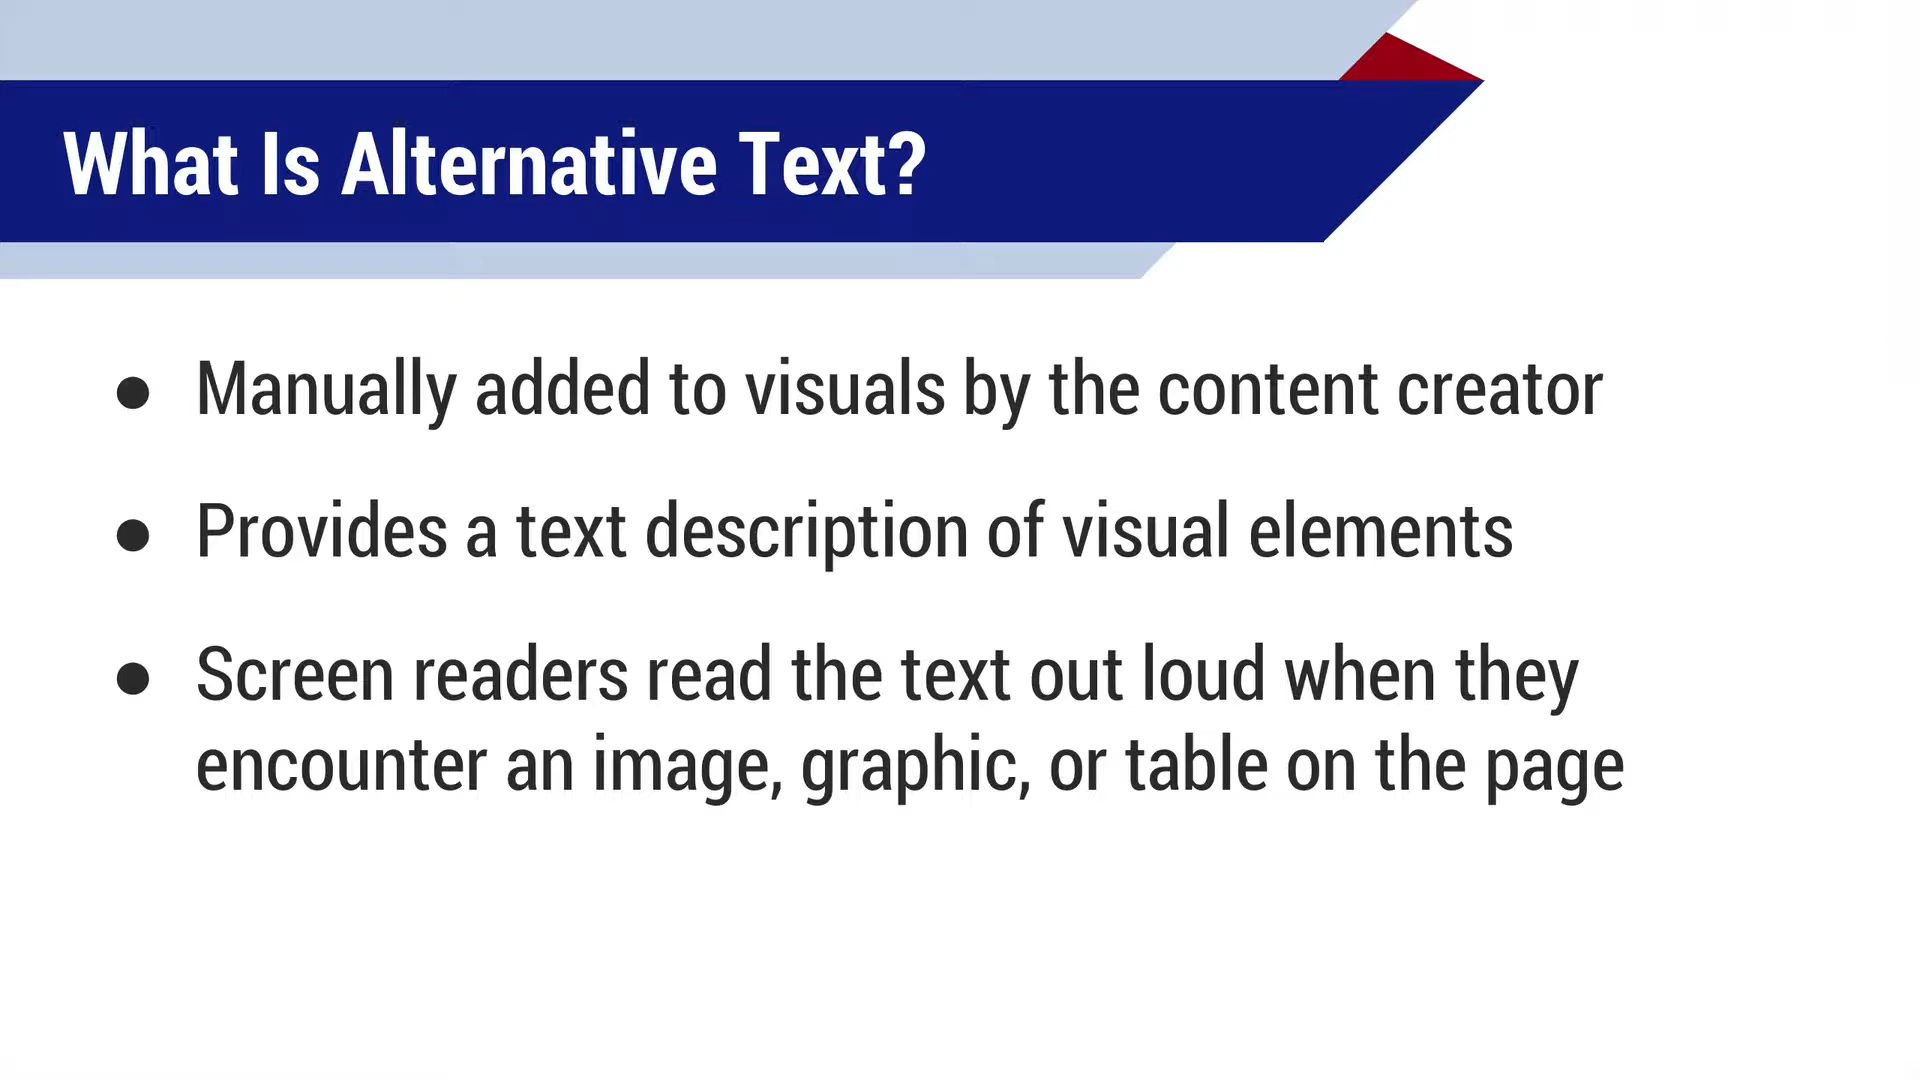 What Is Alternative Text?
● Manually added to visuals by the content creator
● Provides a text description of visual elements
● Screen readers read the text out loud when they
encounter an image, graphic, or table on the page